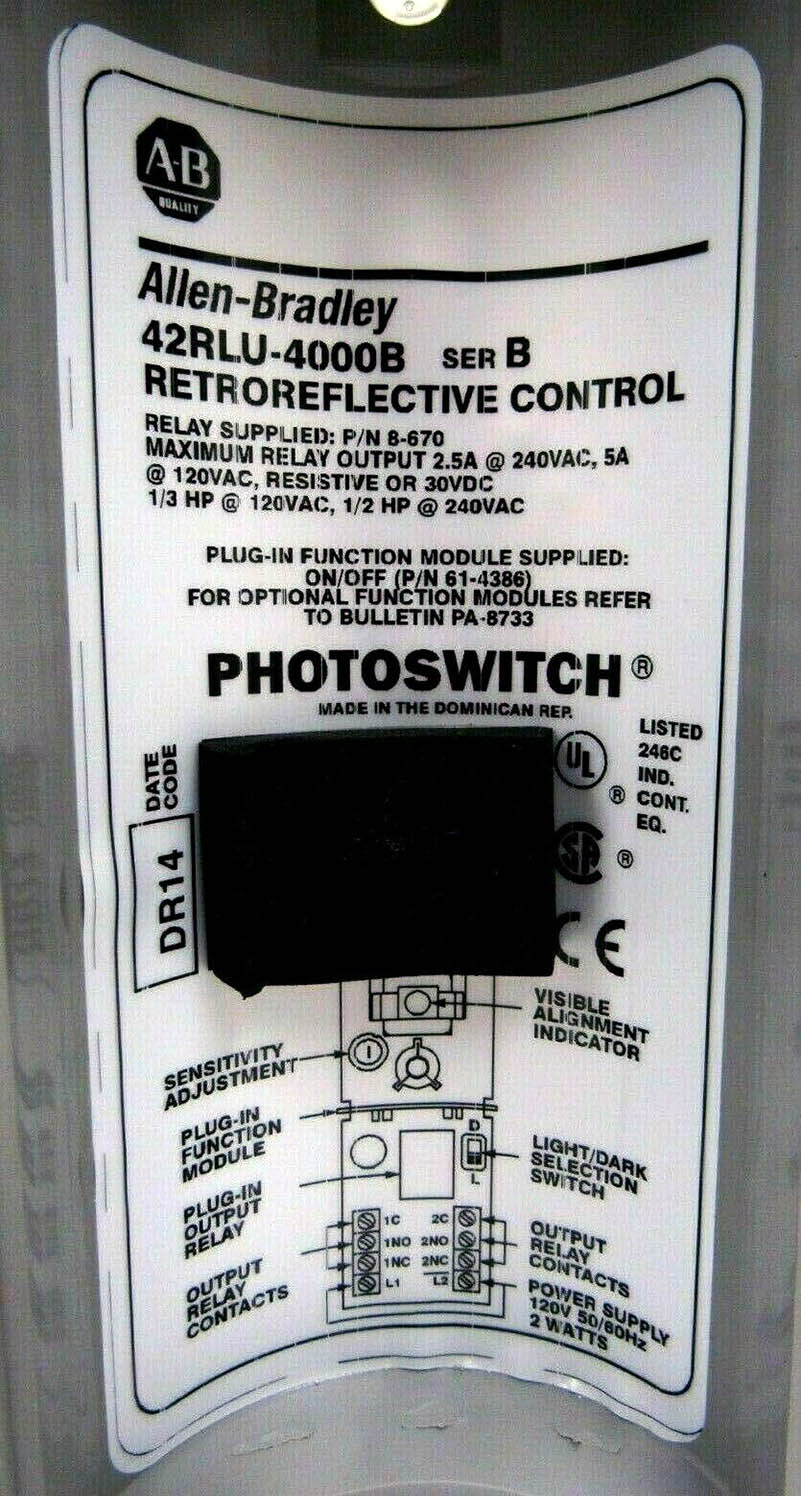 A-B
QUALITY
Allen-Bradley
42RLU-4000B SER B
RETROREFLECTIVE CONTROL
RELAY SUPPLIED: P/N 8-670
MAXIMUM RELAY OUTPUT 2.5A @ 240VAC, 5A
@ 120VAC, RESISTIVE OR 30VDC
1/3 HP @ 120VAC, 1/2 HP @ 240VAC
PLUG-IN FUNCTION MODULE SUPPLIED:
ON/OFF (P/N 61-4386)
FOR OPTIONAL FUNCTION MODULES REFER
TO BULLETIN PA-8733
PHOTOSWITCH®
MADE IN THE DOMINICAN REP.
DATE
CODE
DR14
UL ®
LISTED
246C
IND.
CONT.
EQ.
SA ®
CE
VISIBLE
ALIGNMENT
INDICATOR
SENSITIVITY
ADJUSTMENT
PLUG-IN
FUNCTION
MODULE
D
L
LIGHT/DARK
SELECTION
SWITCH
PLUG-IN
OUTPUT
RELAY
1C 2C
1NO 2NO
1NC 2NC
L1 L2
OUTPUT
RELAY
CONTACTS
OUTPUT
RELAY
CONTACTS
POWER SUPPLY
120V 50/60Hz
2 WATTS